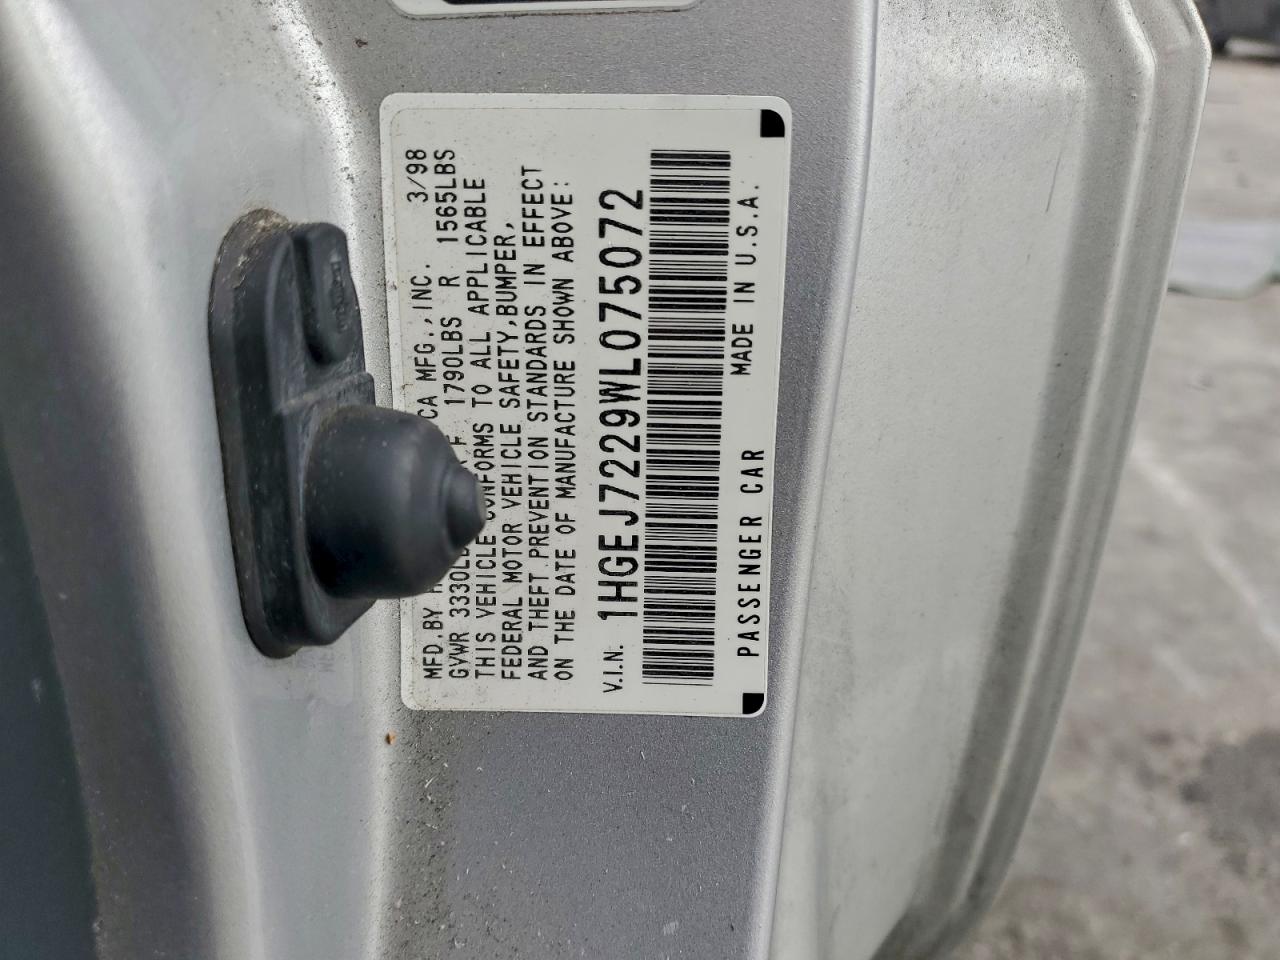 MFD. BY CA MFG., INC. 3/98
GVWR 3330LB F 1790LBS R 1565LBS
THIS VEHICLE CONFORMS TO ALL APPLICABLE
FEDERAL MOTOR VEHICLE SAFETY, BUMPER,
AND THEFT PREVENTION STANDARDS IN EFFECT
ON THE DATE OF MANUFACTURE SHOWN ABOVE:
V.I.N. 1HGEJ7229WL075072
PASSENGER CAR MADE IN U.S.A.